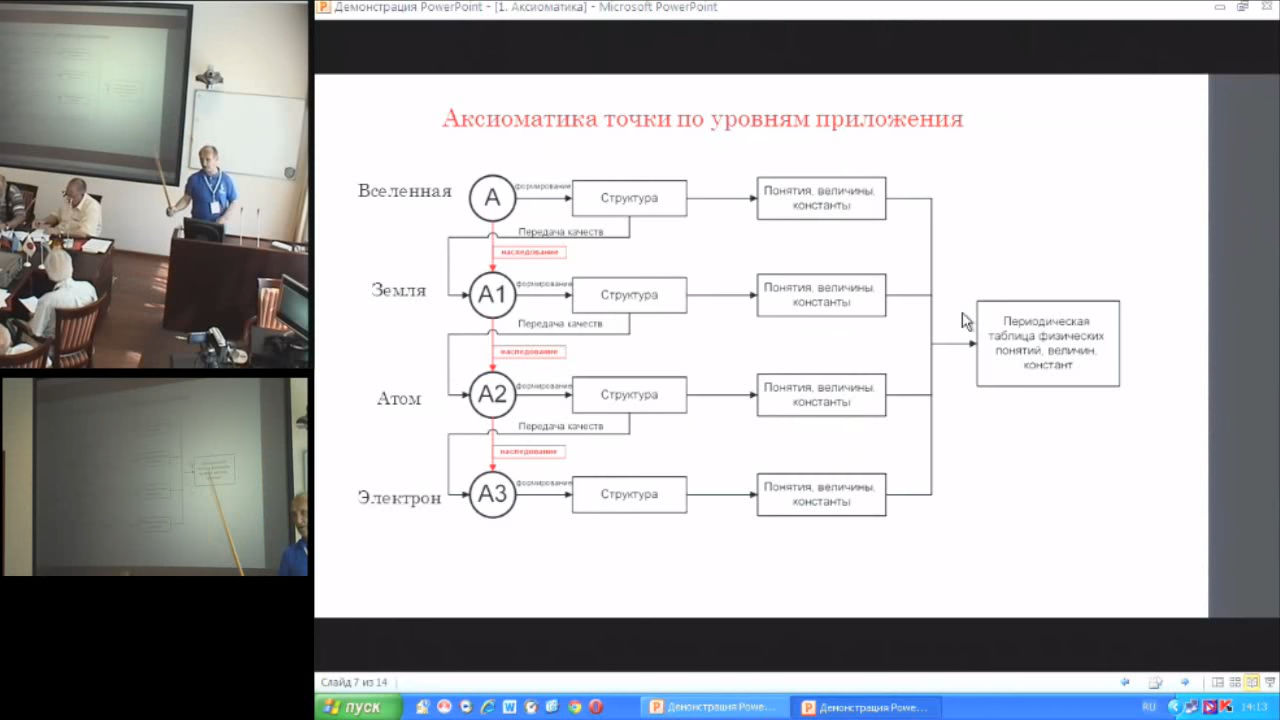 Демонстрация PowerPoint - [1. Аксиоматика] - Microsoft PowerPoint
Аксиоматика точки по уровням приложения
Вселенная
A
формирование
Структура
Понятия, величины,
константы
Передача качеств
наследование
Земля
A1
формирование
Структура
Понятия, величины,
константы
Передача качеств
наследование
Атом
A2
формирование
Структура
Понятия, величины,
константы
Передача качеств
наследование
Электрон
A3
формирование
Структура
Понятия, величины,
константы
Периодическая
таблица физических
понятий, величин,
констант
Слайд 7 из 14
пуск
Демонстрация Powe...
Демонстрация Powe...
RU
14:13